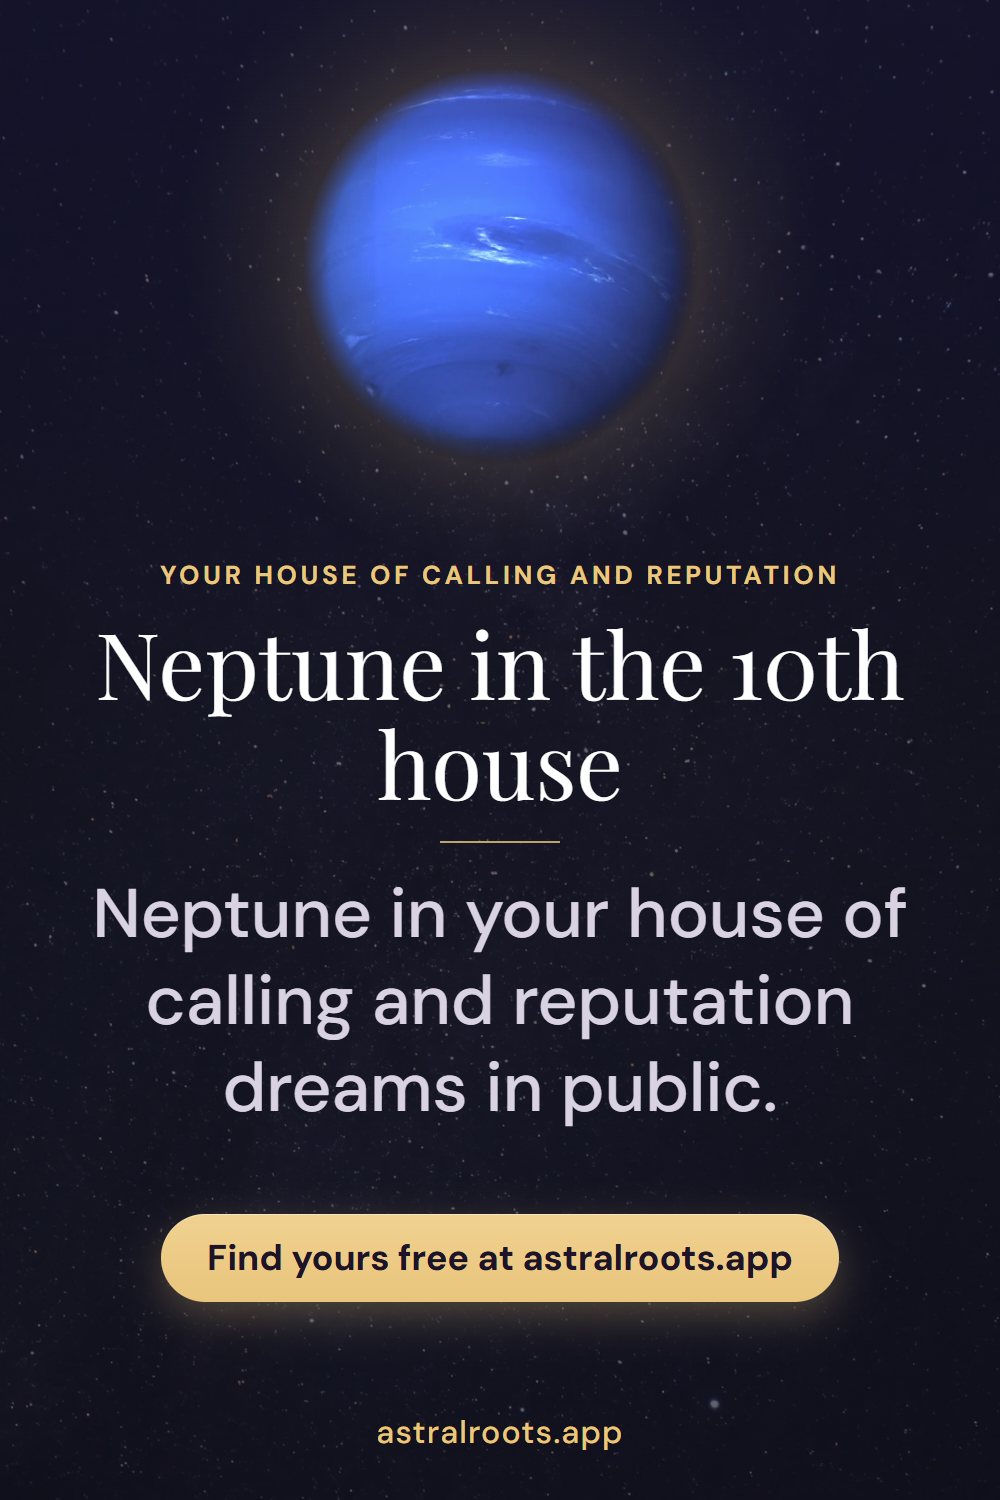 YOUR HOUSE OF CALLING AND REPUTATION
Neptune in the 10th
house
Neptune in your house of
calling and reputation
dreams in public.
Find yours free at astralroots.app
astralroots.app